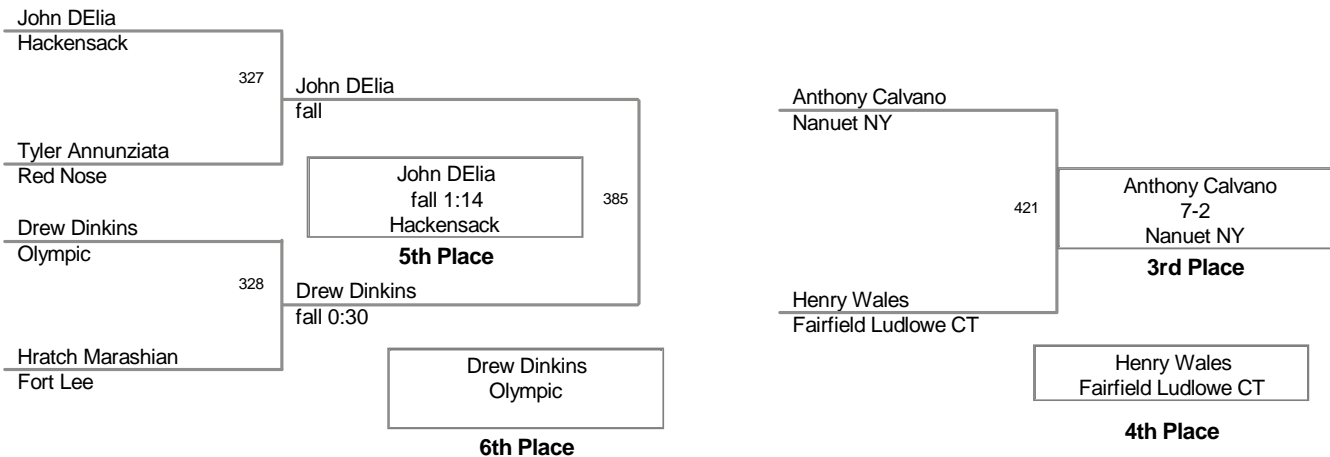 John DElia
Hackensack
327
John DElia
fall
Tyler Annunziata
Red Nose
John DElia
fall 1:14
Hackensack
385
5th Place
Drew Dinkins
Olympic
328
Drew Dinkins
fall 0:30
Hratch Marashian
Fort Lee
Drew Dinkins
Olympic
6th Place
Anthony Calvano
Nanuet NY
421
Anthony Calvano
7-2
Nanuet NY
3rd Place
Henry Wales
Fairfield Ludlowe CT
Henry Wales
Fairfield Ludlowe CT
4th Place